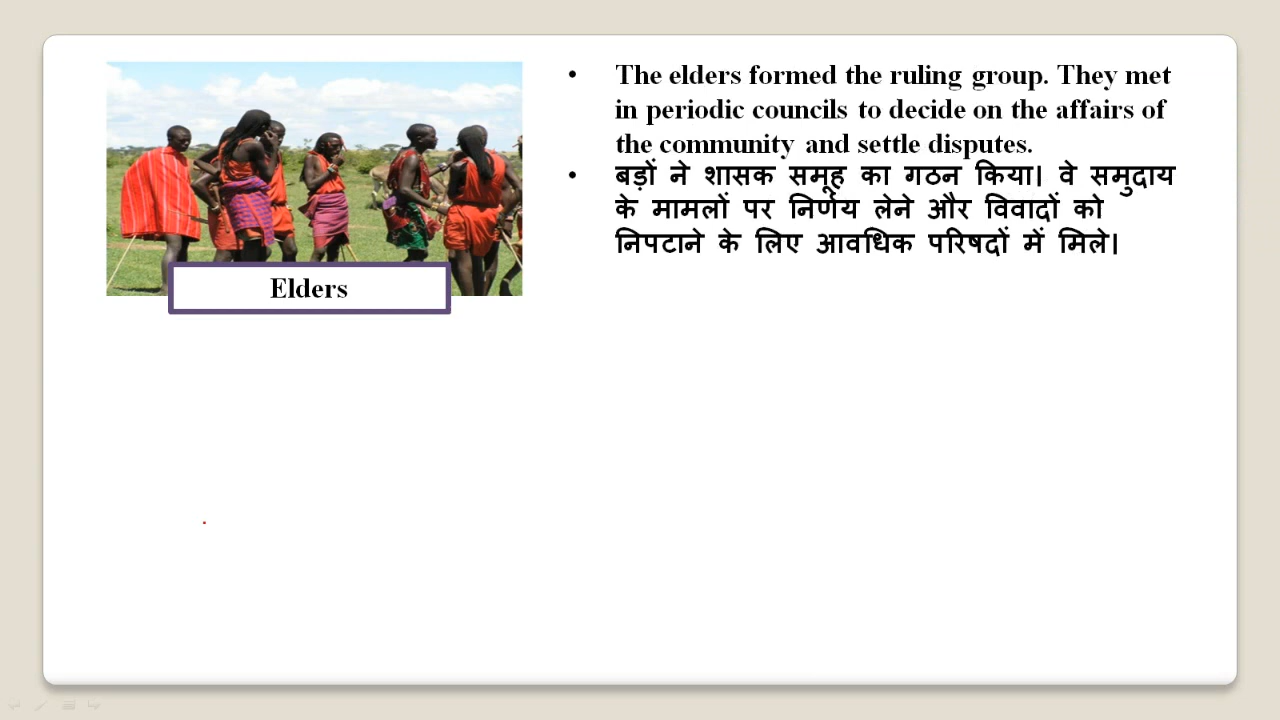 • The elders formed the ruling group. They met
in periodic councils to decide on the affairs of
the community and settle disputes.
• बड़ों ने शासक समूह का गठन किया। वे समुदाय
के मामलों पर निर्णय लेने और विवादों को
निपटाने के लिए आवधिक परिषदों में मिले।
Elders